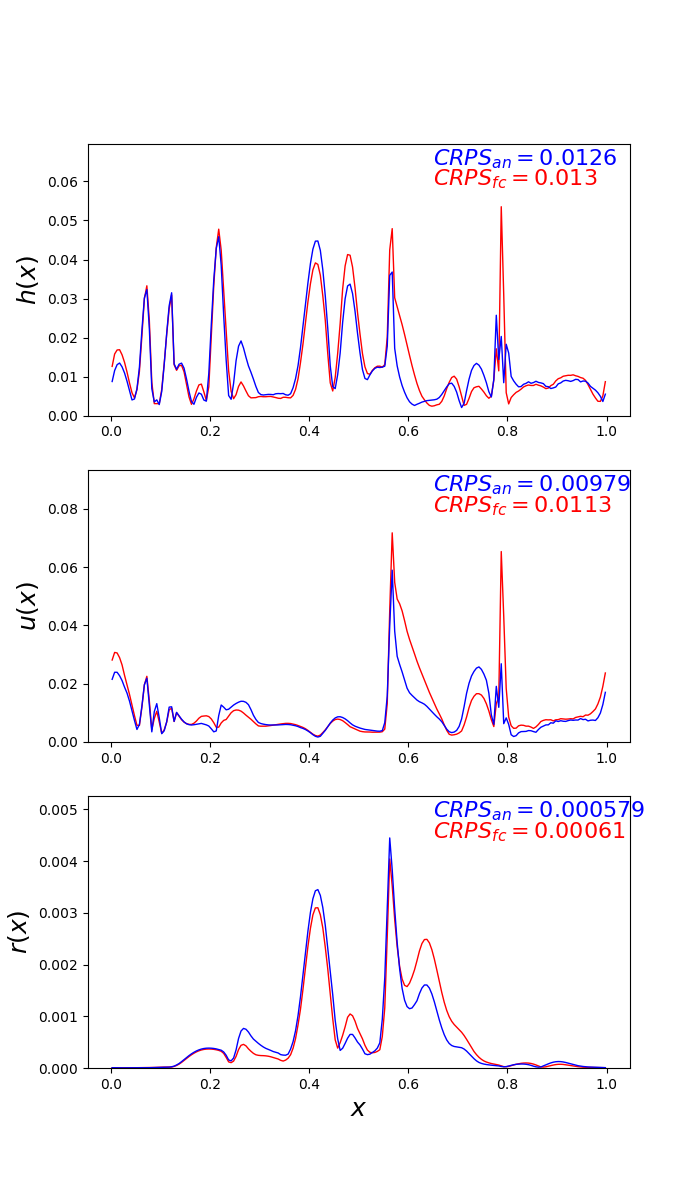 CRPS_an = 0.0126
CRPS_fc = 0.013
h(x)
0.06
0.05
0.04
0.03
0.02
0.01
0.00
0.0 0.2 0.4 0.6 0.8 1.0
CRPS_an = 0.00979
CRPS_fc = 0.0113
u(x)
0.08
0.06
0.04
0.02
0.00
0.0 0.2 0.4 0.6 0.8 1.0
CRPS_an = 0.000579
CRPS_fc = 0.00061
r(x)
0.005
0.004
0.003
0.002
0.001
0.000
0.0 0.2 0.4 0.6 0.8 1.0
x